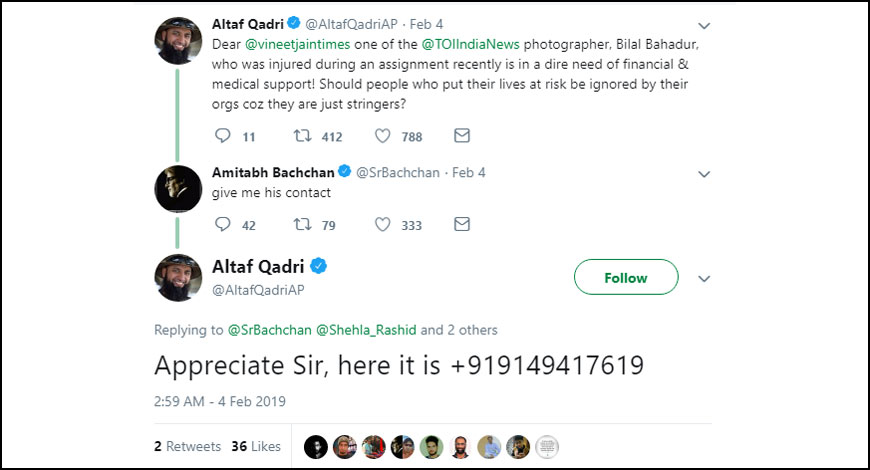 Altaf Qadri @AltafQadriAP · Feb 4
Dear @vineetjaintimes one of the @TOIIndiaNews photographer, Bilal Bahadur,
who was injured during an assignment recently is in a dire need of financial &
medical support! Should people who put their lives at risk be ignored by their
orgs coz they are just stringers?
11 412 788
Amitabh Bachchan @SrBachchan · Feb 4
give me his contact
42 79 333
Altaf Qadri
@AltafQadriAP
Follow
Replying to @SrBachchan @Shehla_Rashid and 2 others
Appreciate Sir, here it is +919149417619
2:59 AM - 4 Feb 2019
2 Retweets 36 Likes